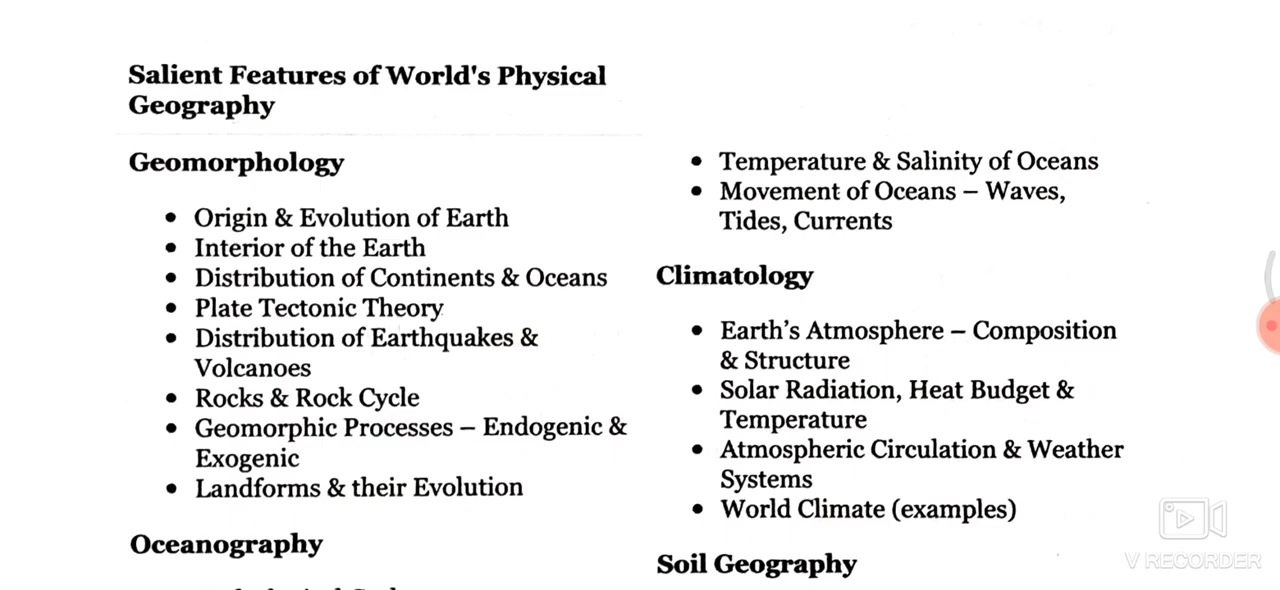 Salient Features of World's Physical
Geography
Geomorphology
• Origin & Evolution of Earth
• Interior of the Earth
• Distribution of Continents & Oceans
• Plate Tectonic Theory
• Distribution of Earthquakes &
Volcanoes
• Rocks & Rock Cycle
• Geomorphic Processes – Endogenic &
Exogenic
• Landforms & their Evolution
Oceanography
• Temperature & Salinity of Oceans
• Movement of Oceans – Waves,
Tides, Currents
Climatology
• Earth’s Atmosphere – Composition
& Structure
• Solar Radiation, Heat Budget &
Temperature
• Atmospheric Circulation & Weather
Systems
• World Climate (examples)
Soil Geography
V RECORDER